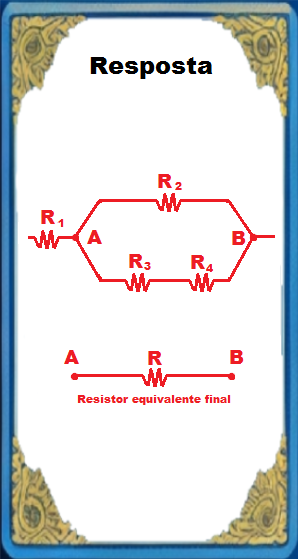 Resposta
R₂
R₁
A
B
R₃
R₄
A
R
B
Resistor equivalente final